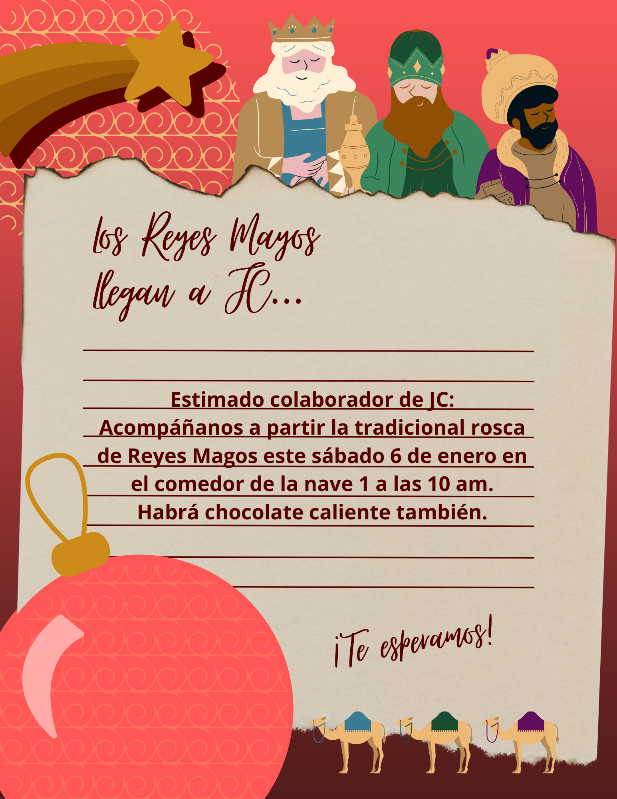 Los Reyes Mayos
llegan a JC...
Estimado colaborador de JC:
Acompáñanos a partir la tradicional rosca
de Reyes Magos este sábado 6 de enero en
el comedor de la nave 1 a las 10 am.
Habrá chocolate caliente también.
¡Te esperamos!